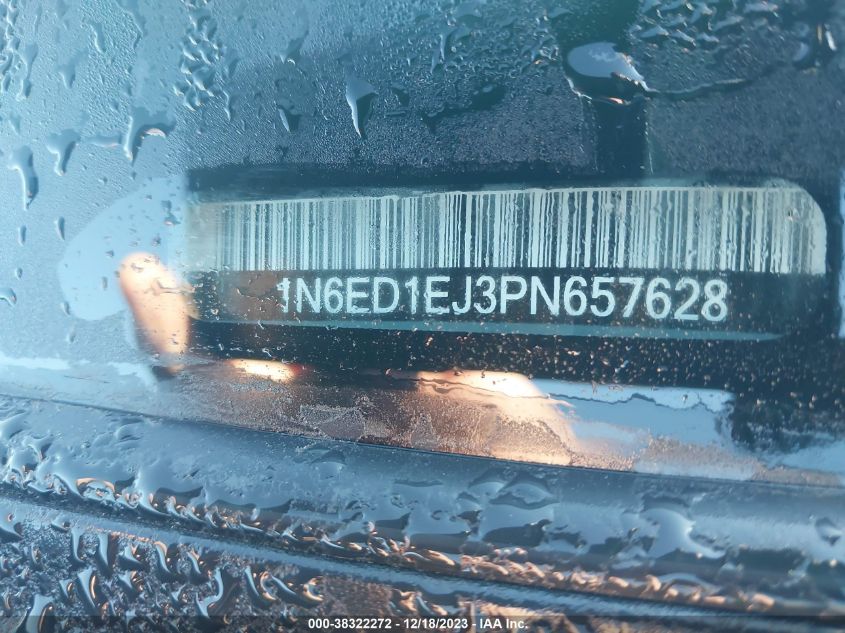 1N6ED1EJ3PN657628
000-38322272 - 12/18/2023 - IAA Inc.